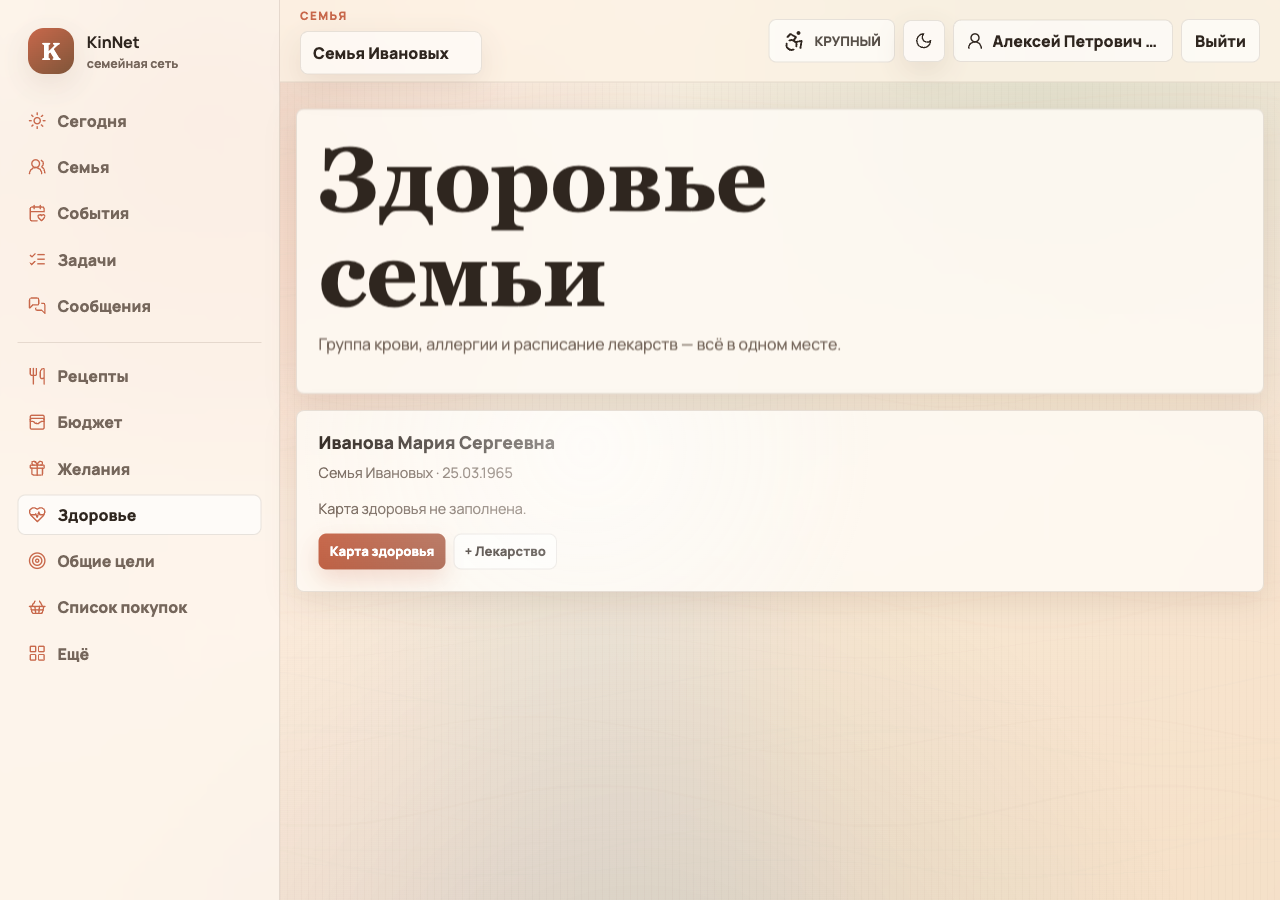 K
KinNet
семейная сеть
Сегодня
Семья
События
Задачи
Сообщения
Рецепты
Бюджет
Желания
Здоровье
Общие цели
Список покупок
Ещё
СЕМЬЯ
Семья Ивановых
КРУПНЫЙ
Алексей Петрович ...
Выйти
Здоровье
семьи
Группа крови, аллергии и расписание лекарств — всё в одном месте.
Иванова Мария Сергеевна
Семья Ивановых · 25.03.1965
Карта здоровья не заполнена.
Карта здоровья
+ Лекарство